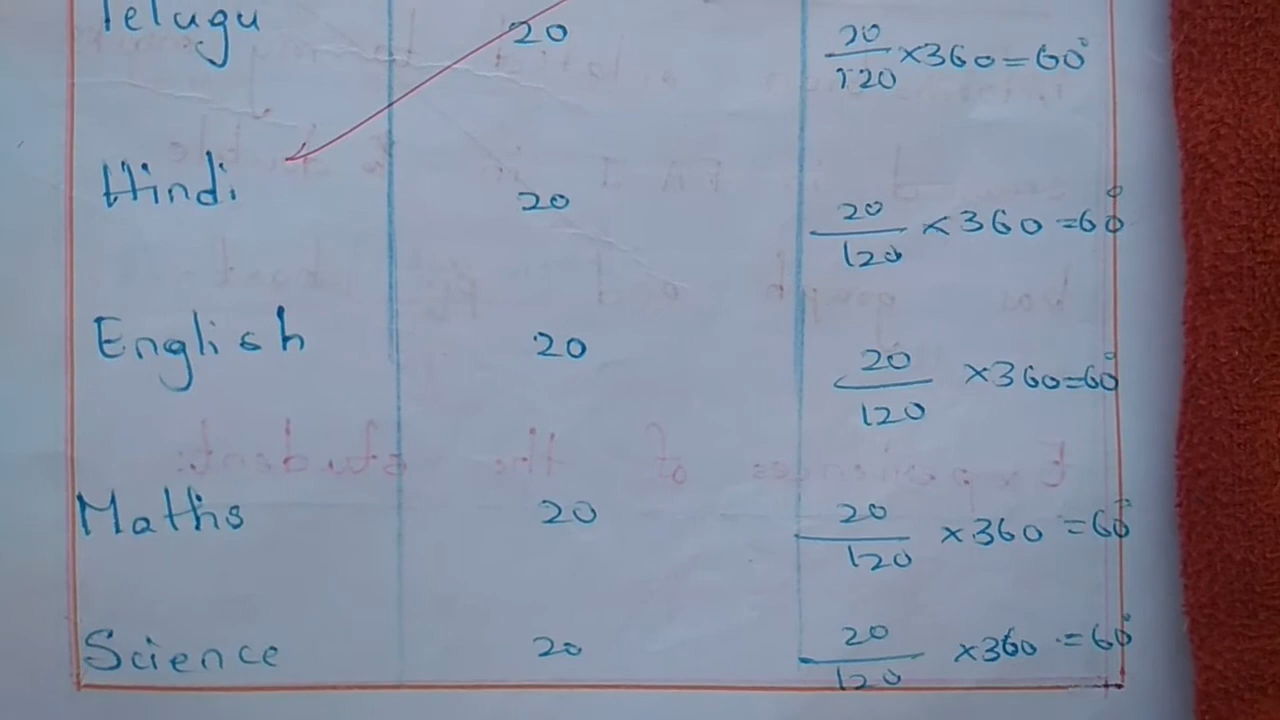 Telugu 20 20/120 ×360=60°
Hindi 20 20/120 ×360=60°
English 20 20/120 ×360=60°
Maths 20 20/120 ×360=60°
Science 20 20/120 ×360=60°